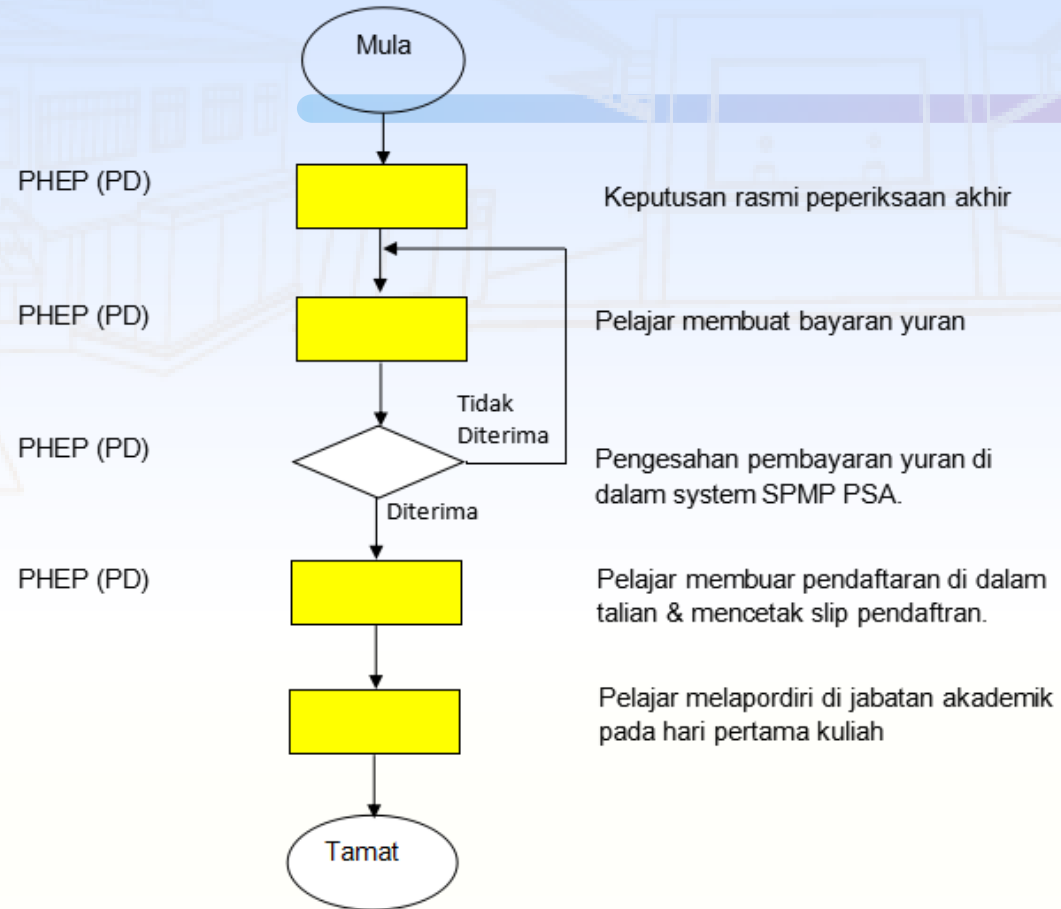 Mula
PHEP (PD)
Keputusan rasmi peperiksaan akhir
PHEP (PD)
Pelajar membuat bayaran yuran
Tidak
Diterima
PHEP (PD)
Pengesahan pembayaran yuran di
dalam system SPMP PSA.
Diterima
PHEP (PD)
Pelajar membuar pendaftaran di dalam
talian & mencetak slip pendaftran.
Pelajar melapordiri di jabatan akademik
pada hari pertama kuliah
Tamat